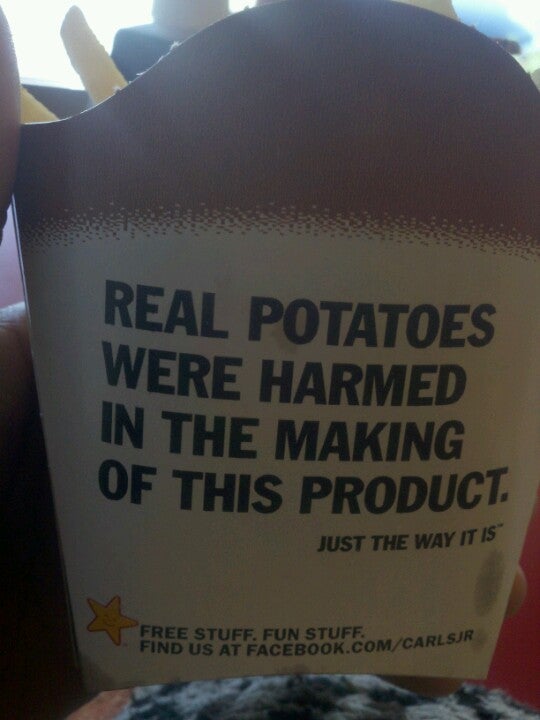 REAL POTATOES
WERE HARMED
IN THE MAKING
OF THIS PRODUCT.
JUST THE WAY IT IS™
FREE STUFF. FUN STUFF.
FIND US AT FACEBOOK.COM/CARLSJR